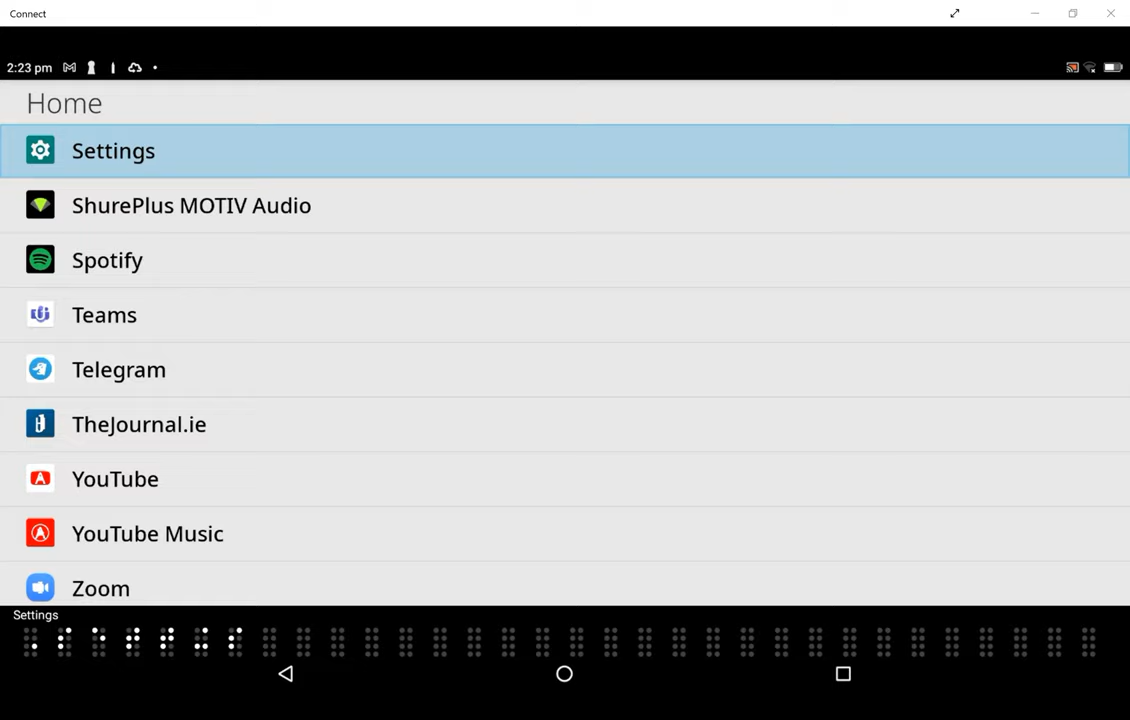 Connect
2:23 pm
Home
Settings
ShurePlus MOTIV Audio
Spotify
Teams
Telegram
TheJournal.ie
YouTube
YouTube Music
Zoom
Settings